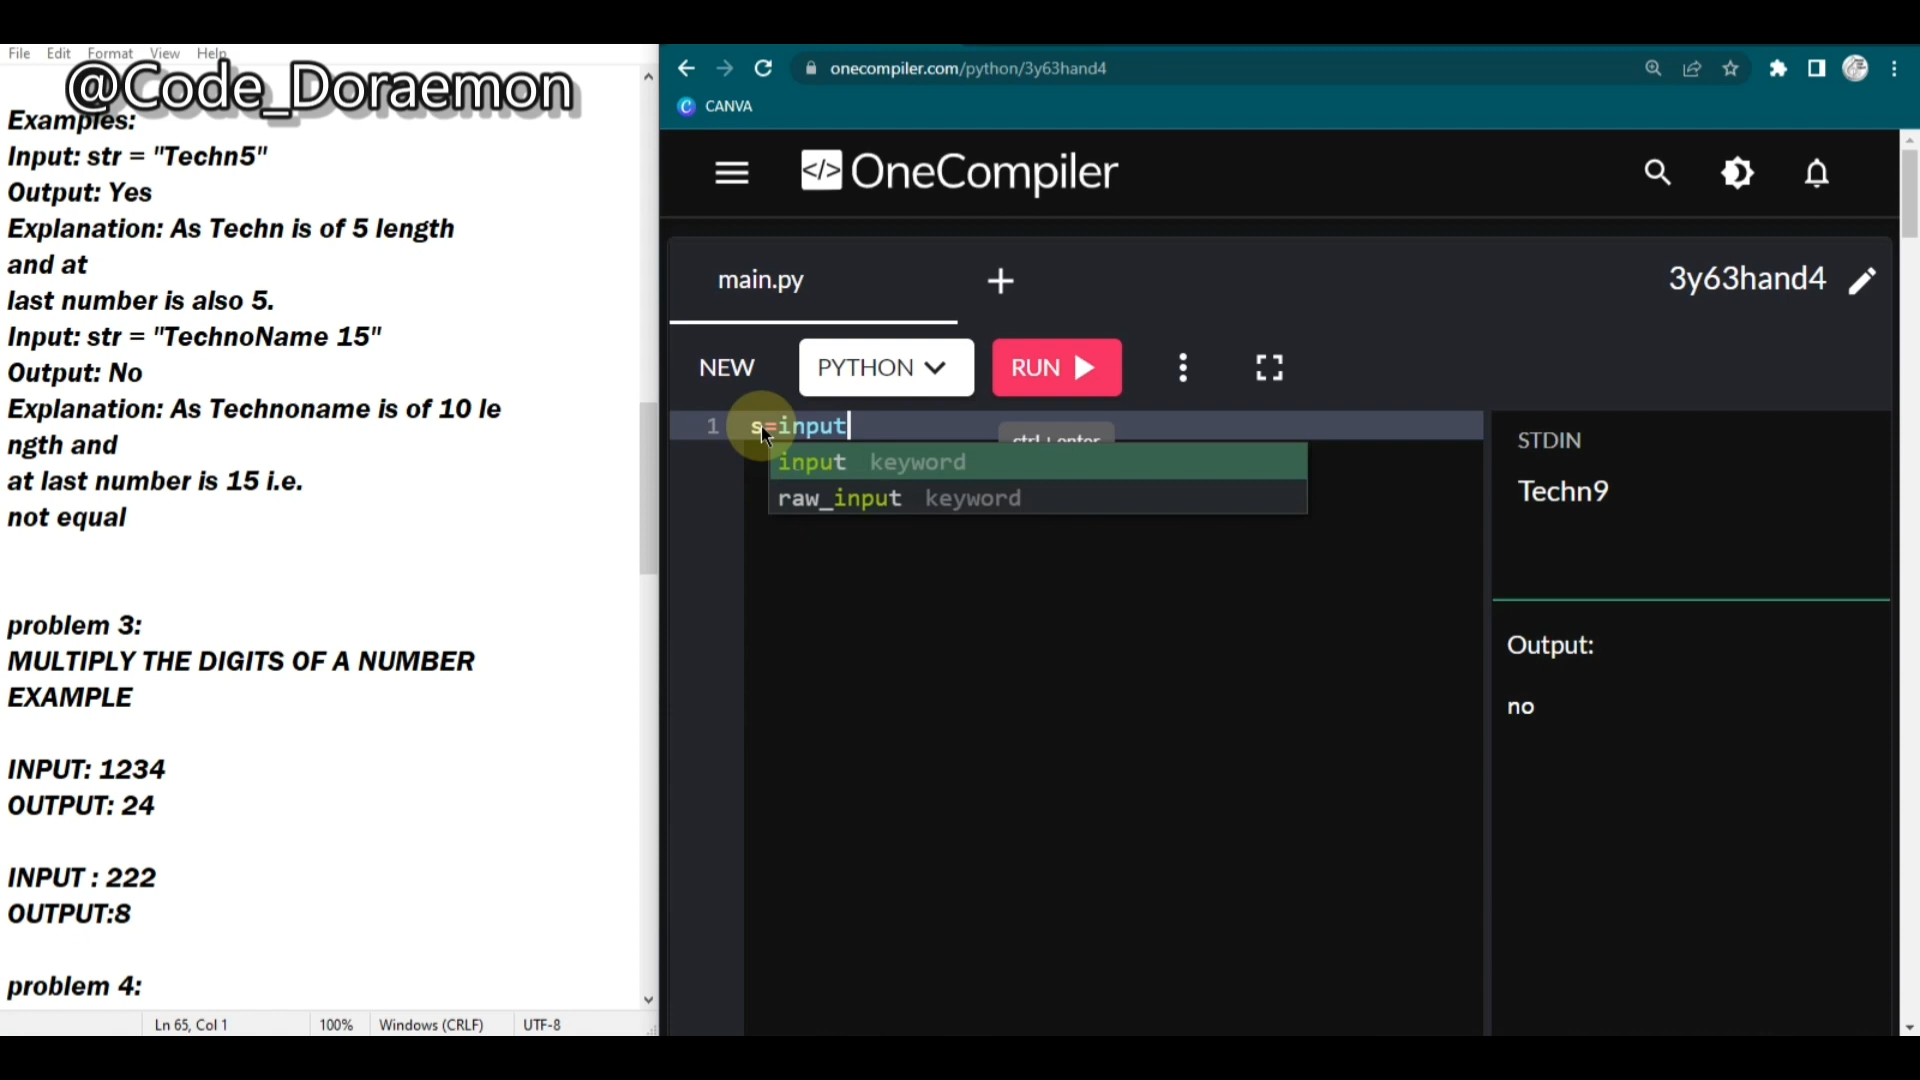 File Edit Format View Help
@Code_Doraemon
Examples:
Input: str = "Techn5"
Output: Yes
Explanation: As Techn is of 5 length
and at
last number is also 5.
Input: str = "TechnoName 15"
Output: No
Explanation: As Technoname is of 10 le
ngth and
at last number is 15 i.e.
not equal
problem 3:
MULTIPLY THE DIGITS OF A NUMBER
EXAMPLE
INPUT: 1234
OUTPUT: 24
INPUT : 222
OUTPUT:8
problem 4:
Ln 65, Col 1 100% Windows (CRLF) UTF-8
onecompiler.com/python/3y63hand4
CANVA
</> OneCompiler
main.py + 3y63hand4
NEW PYTHON RUN
1 s=input
ctrl + enter
input keyword
raw_input keyword
STDIN
Techn9
Output:
no